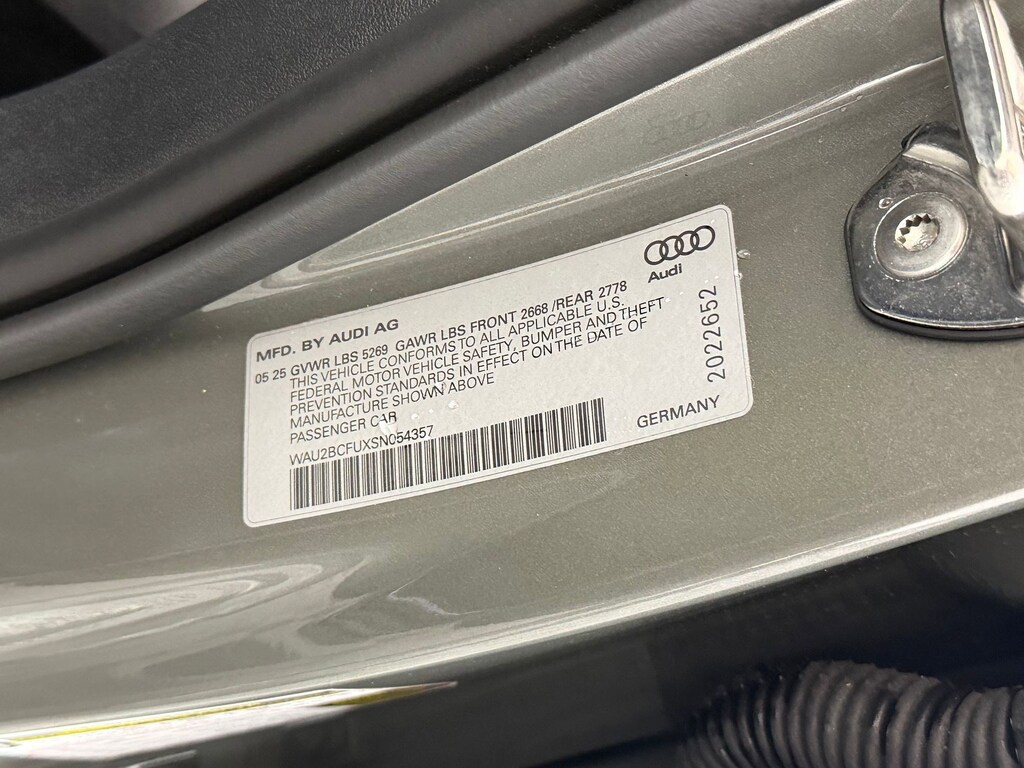 Audi
MFD. BY AUDI AG
05 25 GVWR LBS 5269 GAWR LBS FRONT 2668 /REAR 2778
THIS VEHICLE CONFORMS TO ALL APPLICABLE U.S.
FEDERAL MOTOR VEHICLE SAFETY, BUMPER AND THEFT
PREVENTION STANDARDS IN EFFECT ON THE DATE OF
MANUFACTURE SHOWN ABOVE
PASSENGER CAR
WAU2BCFUXSN054357
GERMANY
2022652